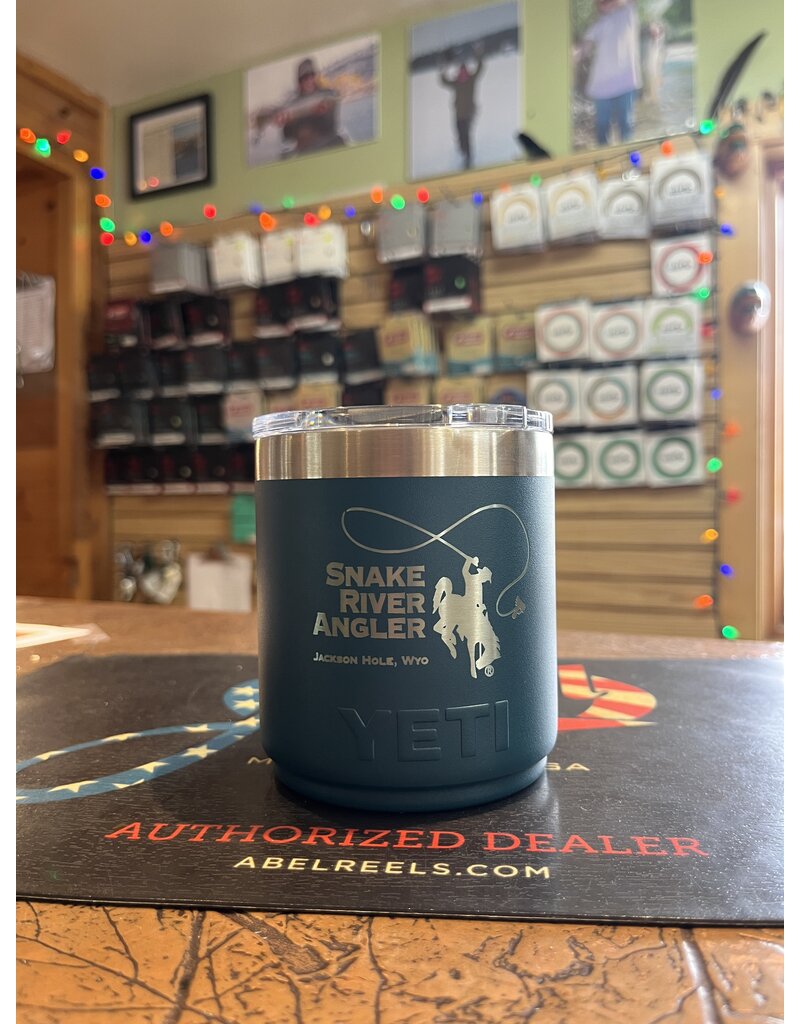 SNAKE
RIVER
ANGLER
JACKSON HOLE, WYO
®
YETI
AUTHORIZED DEALER
ABELREELS.COM